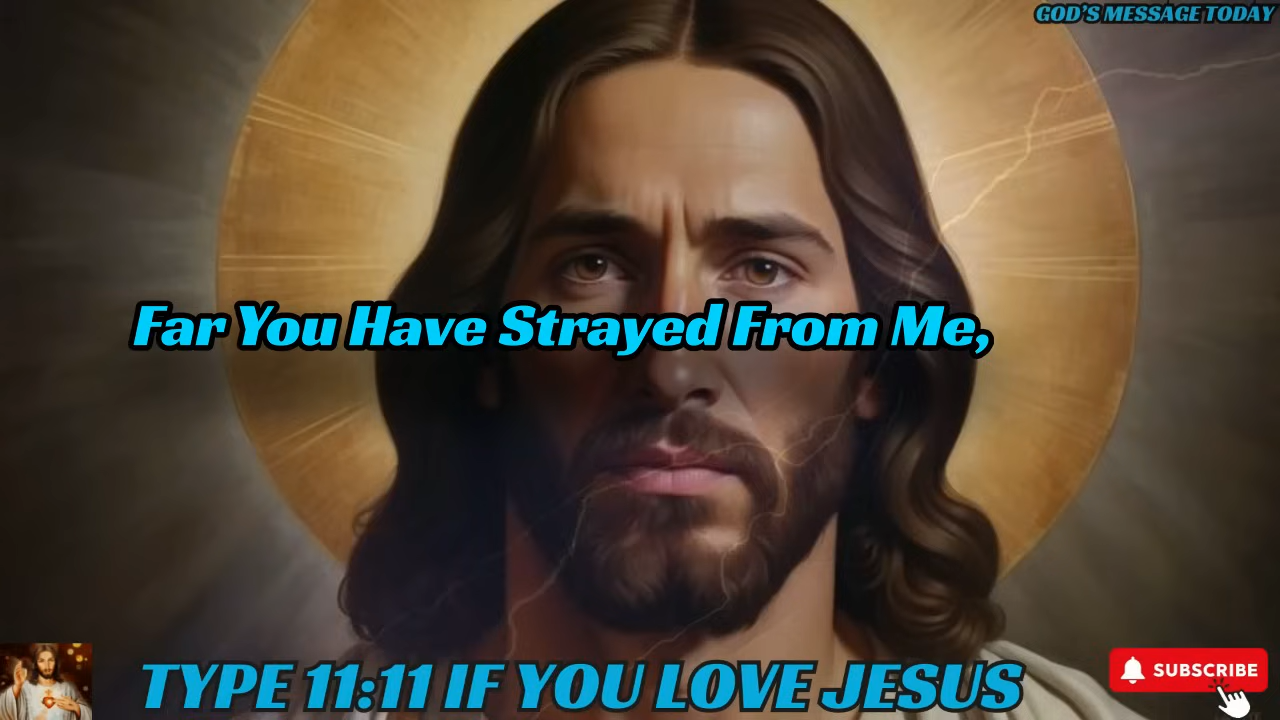 GOD'S MESSAGE TODAY
Far You Have Strayed From Me,
TYPE 11:11 IF YOU LOVE JESUS
SUBSCRIBE